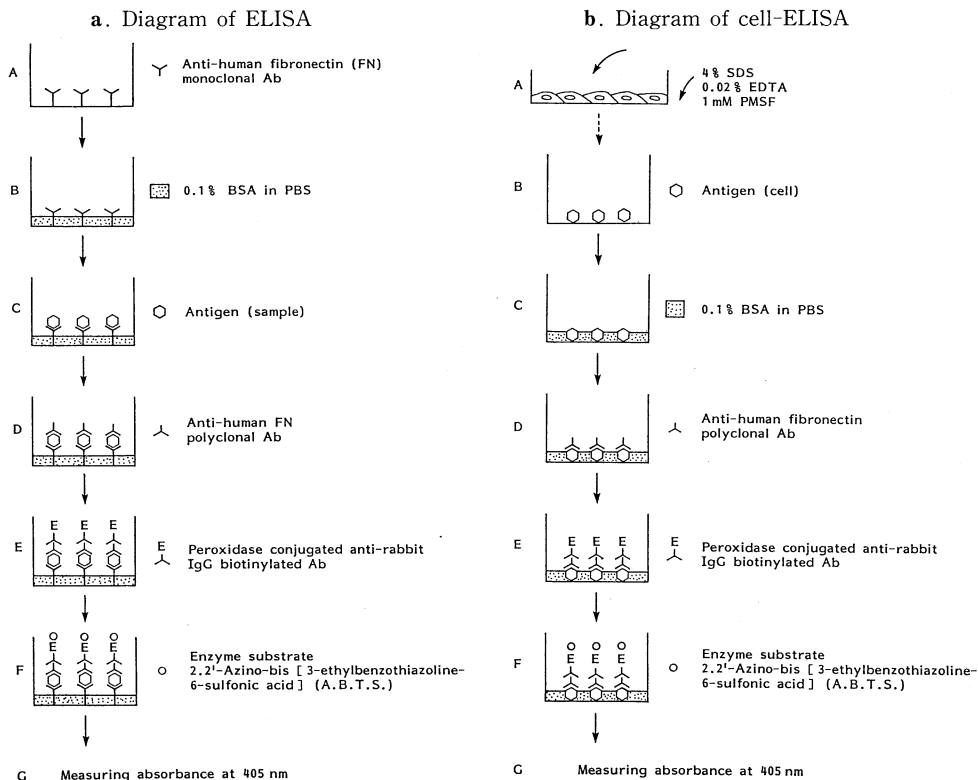 a. Diagram of ELISA
A
Anti-human fibronectin (FN)
monoclonal Ab
B
0.1% BSA in PBS
C
Antigen (sample)
D
Anti-human FN
polyclonal Ab
E
E E E
E
Peroxidase conjugated anti-rabbit
IgG biotinylated Ab
F
E E E
Enzyme substrate
2.2'-Azino-bis [ 3-ethylbenzothiazoline-
6-sulfonic acid ] (A.B.T.S.)
G Measuring absorbance at 405 nm
b. Diagram of cell-ELISA
A
4% SDS
0.02% EDTA
1 mM PMSF
B
Antigen (cell)
C
0.1% BSA in PBS
D
Anti-human fibronectin
polyclonal Ab
E
E E E
E
Peroxidase conjugated anti-rabbit
IgG biotinylated Ab
F
E E E
Enzyme substrate
2.2'-Azino-bis [ 3-ethylbenzothiazoline-
6-sulfonic acid ] (A.B.T.S.)
G Measuring absorbance at 405 nm